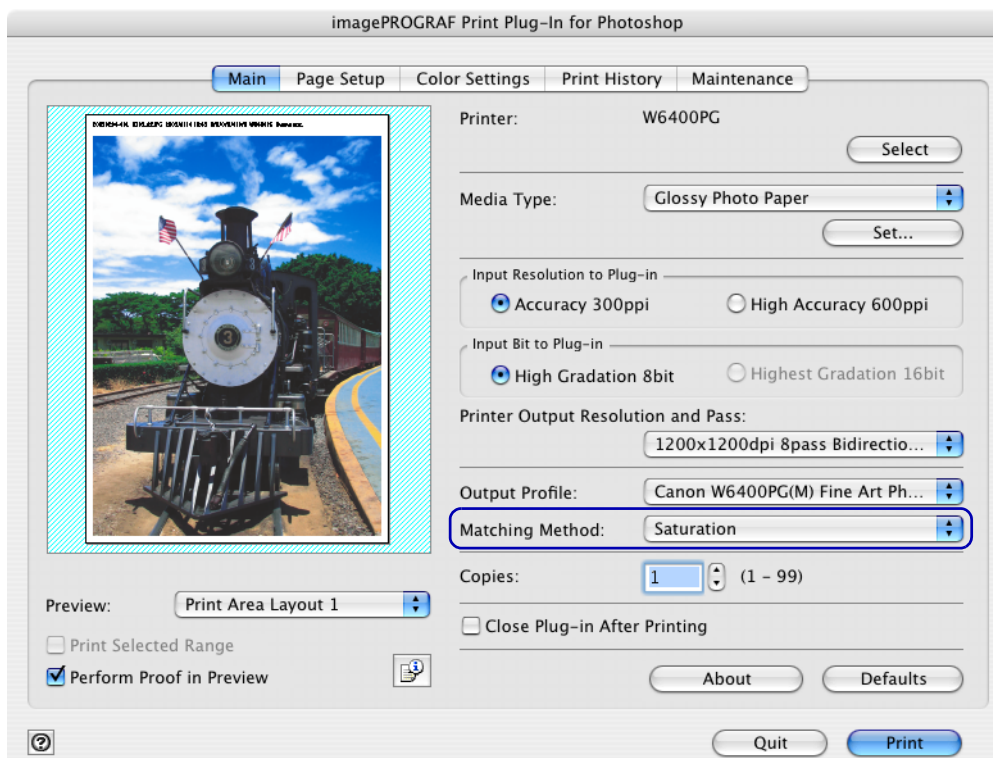 imagePROGRAF Print Plug-In for Photoshop
Main Page Setup Color Settings Print History Maintenance
Printer: W6400PG
Select
Media Type: Glossy Photo Paper
Set...
Input Resolution to Plug-in
Accuracy 300ppi High Accuracy 600ppi
Input Bit to Plug-in
High Gradation 8bit Highest Gradation 16bit
Printer Output Resolution and Pass:
1200x1200dpi 8pass Bidirectio...
Output Profile: Canon W6400PG(M) Fine Art Ph...
Matching Method: Saturation
Copies: 1 (1 - 99)
Close Plug-in After Printing
About Defaults
3
Preview: Print Area Layout 1
Print Selected Range
Perform Proof in Preview
Quit Print